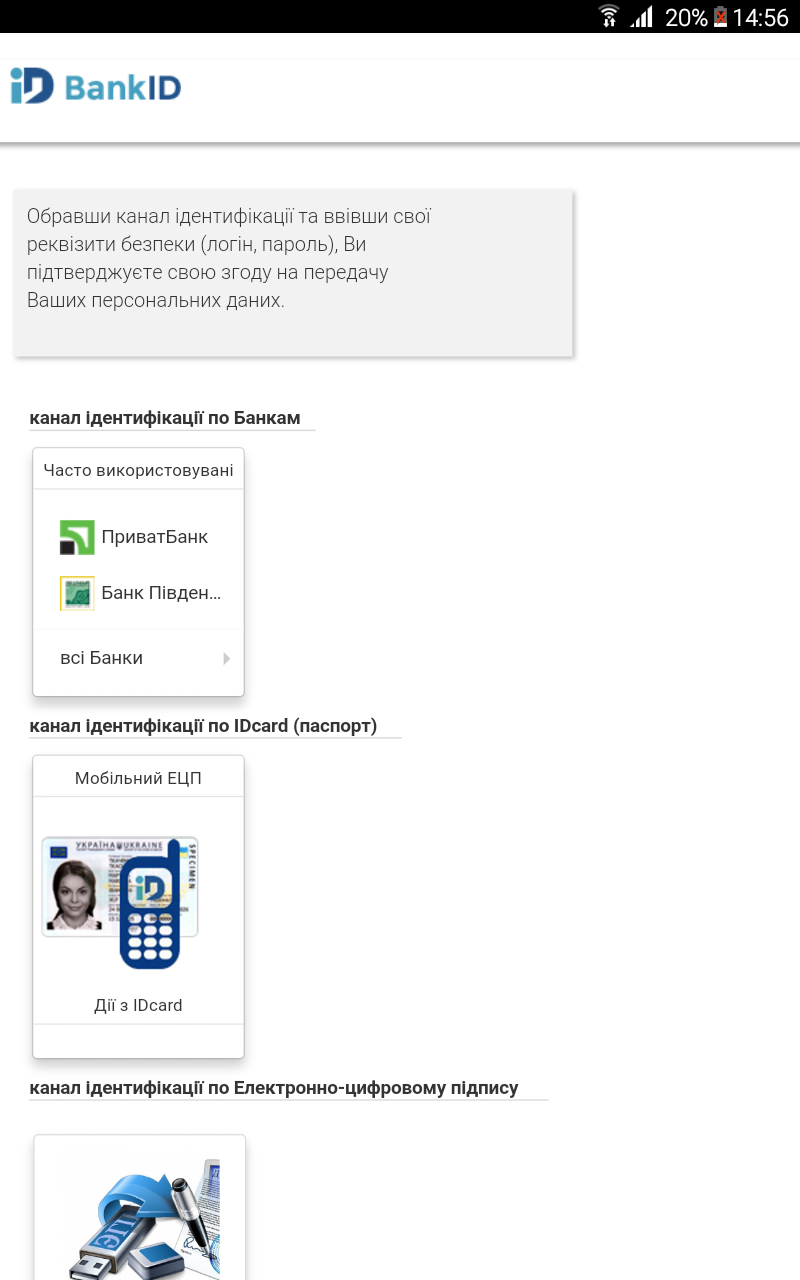 20% 14:56
iD BankID
Обравши канал ідентифікації та ввівши свої
реквізити безпеки (логін, пароль), Ви
підтверджуєте свою згоду на передачу
Ваших персональних даних.
канал ідентифікації по Банкам
Часто використовувані
ПриватБанк
Банк Півден...
всі Банки
канал ідентифікації по IDcard (паспорт)
Мобільний ЕЦП
УКРАЇНА UKRAINE
SPECIMEN
iD
Дії з IDcard
канал ідентифікації по Електронно-цифровому підпису